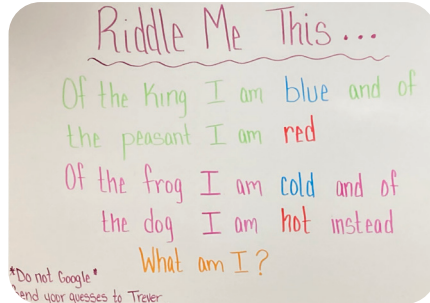 Riddle Me This...
Of the King I am blue and of
the peasant I am red
Of the frog I am cold and of
the dog I am hot instead
What am I?
*Do not Google*
Send your guesses to Trever